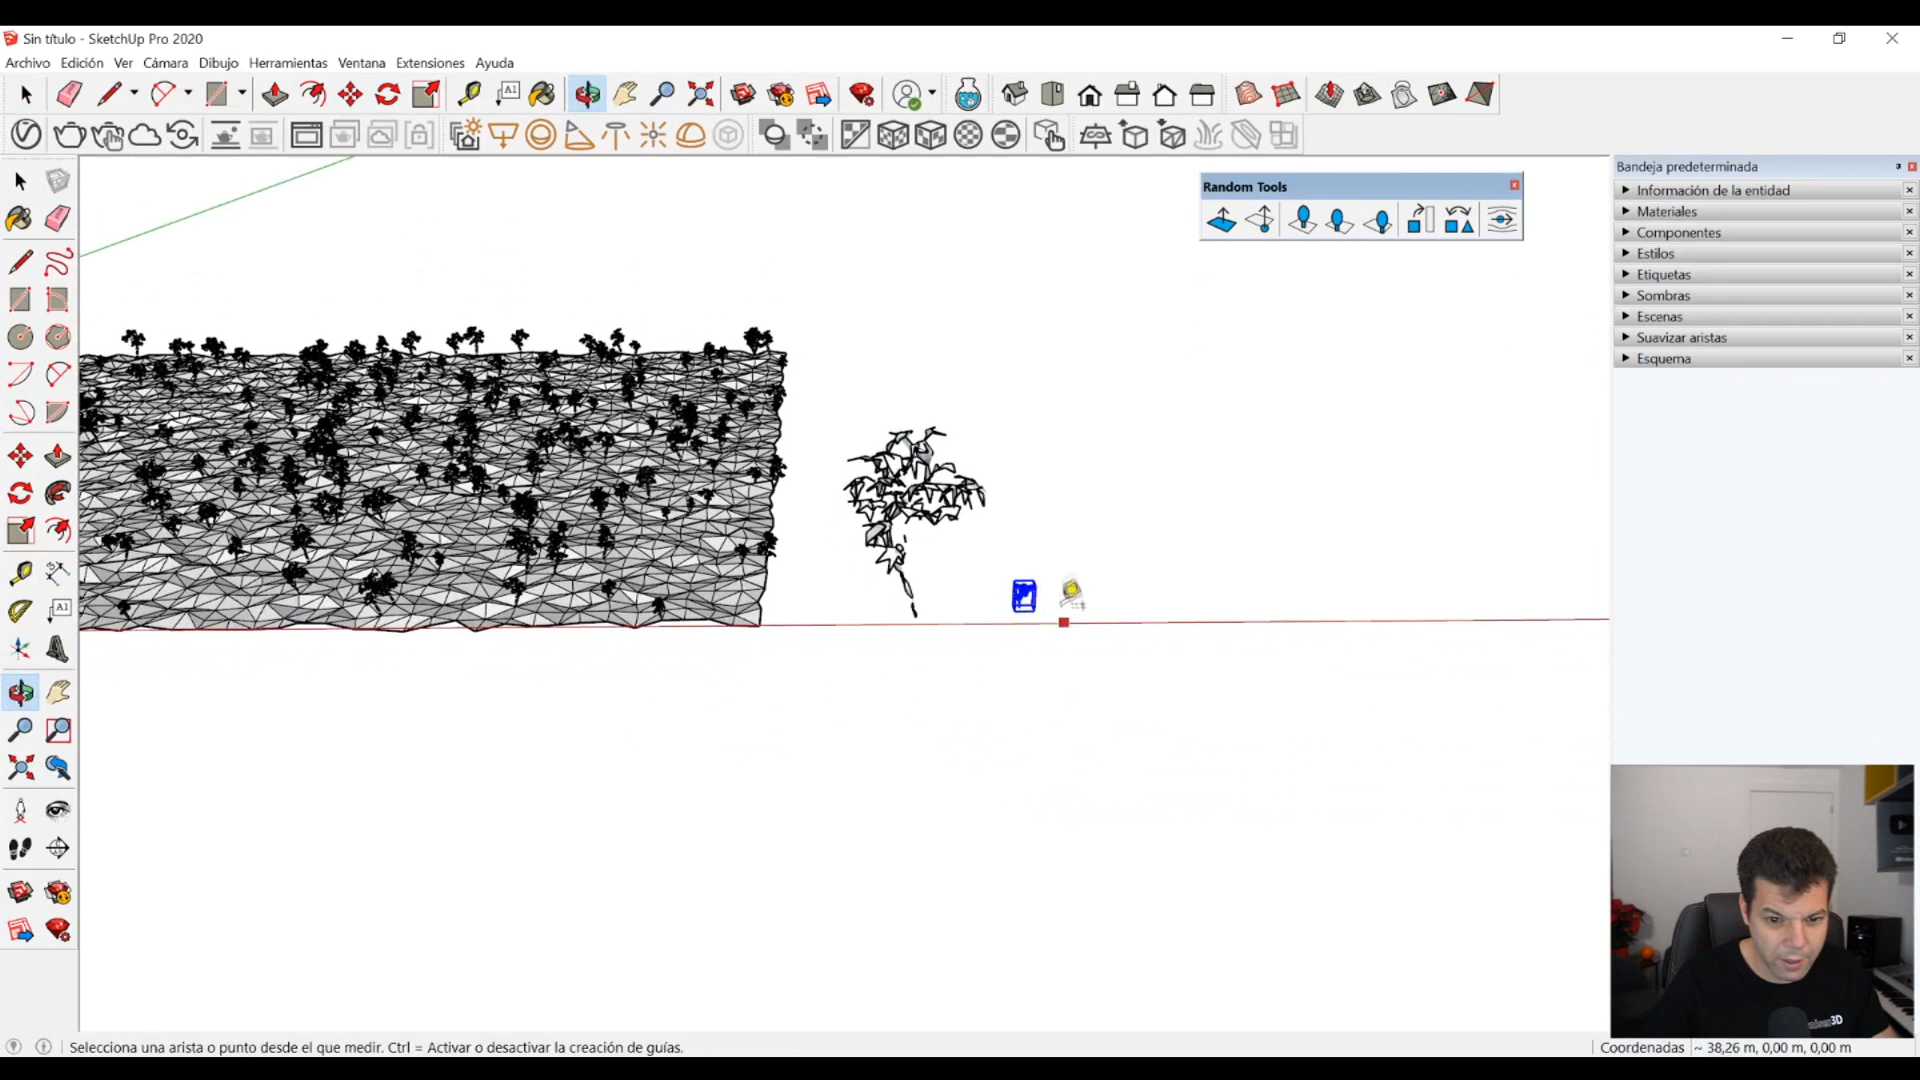 Sin título - SketchUp Pro 2020
Archivo Edición Ver Cámara Dibujo Herramientas Ventana Extensiones Ayuda
A1
Random Tools
Bandeja predeterminada
Información de la entidad
Materiales
Componentes
Estilos
Etiquetas
Sombras
Escenas
Suavizar aristas
Esquema
A1
Selecciona una arista o punto desde el que medir. Ctrl = Activar o desactivar la creación de guías.
Coordenadas ~ 38,26 m, 0,00 m, 0,00 m